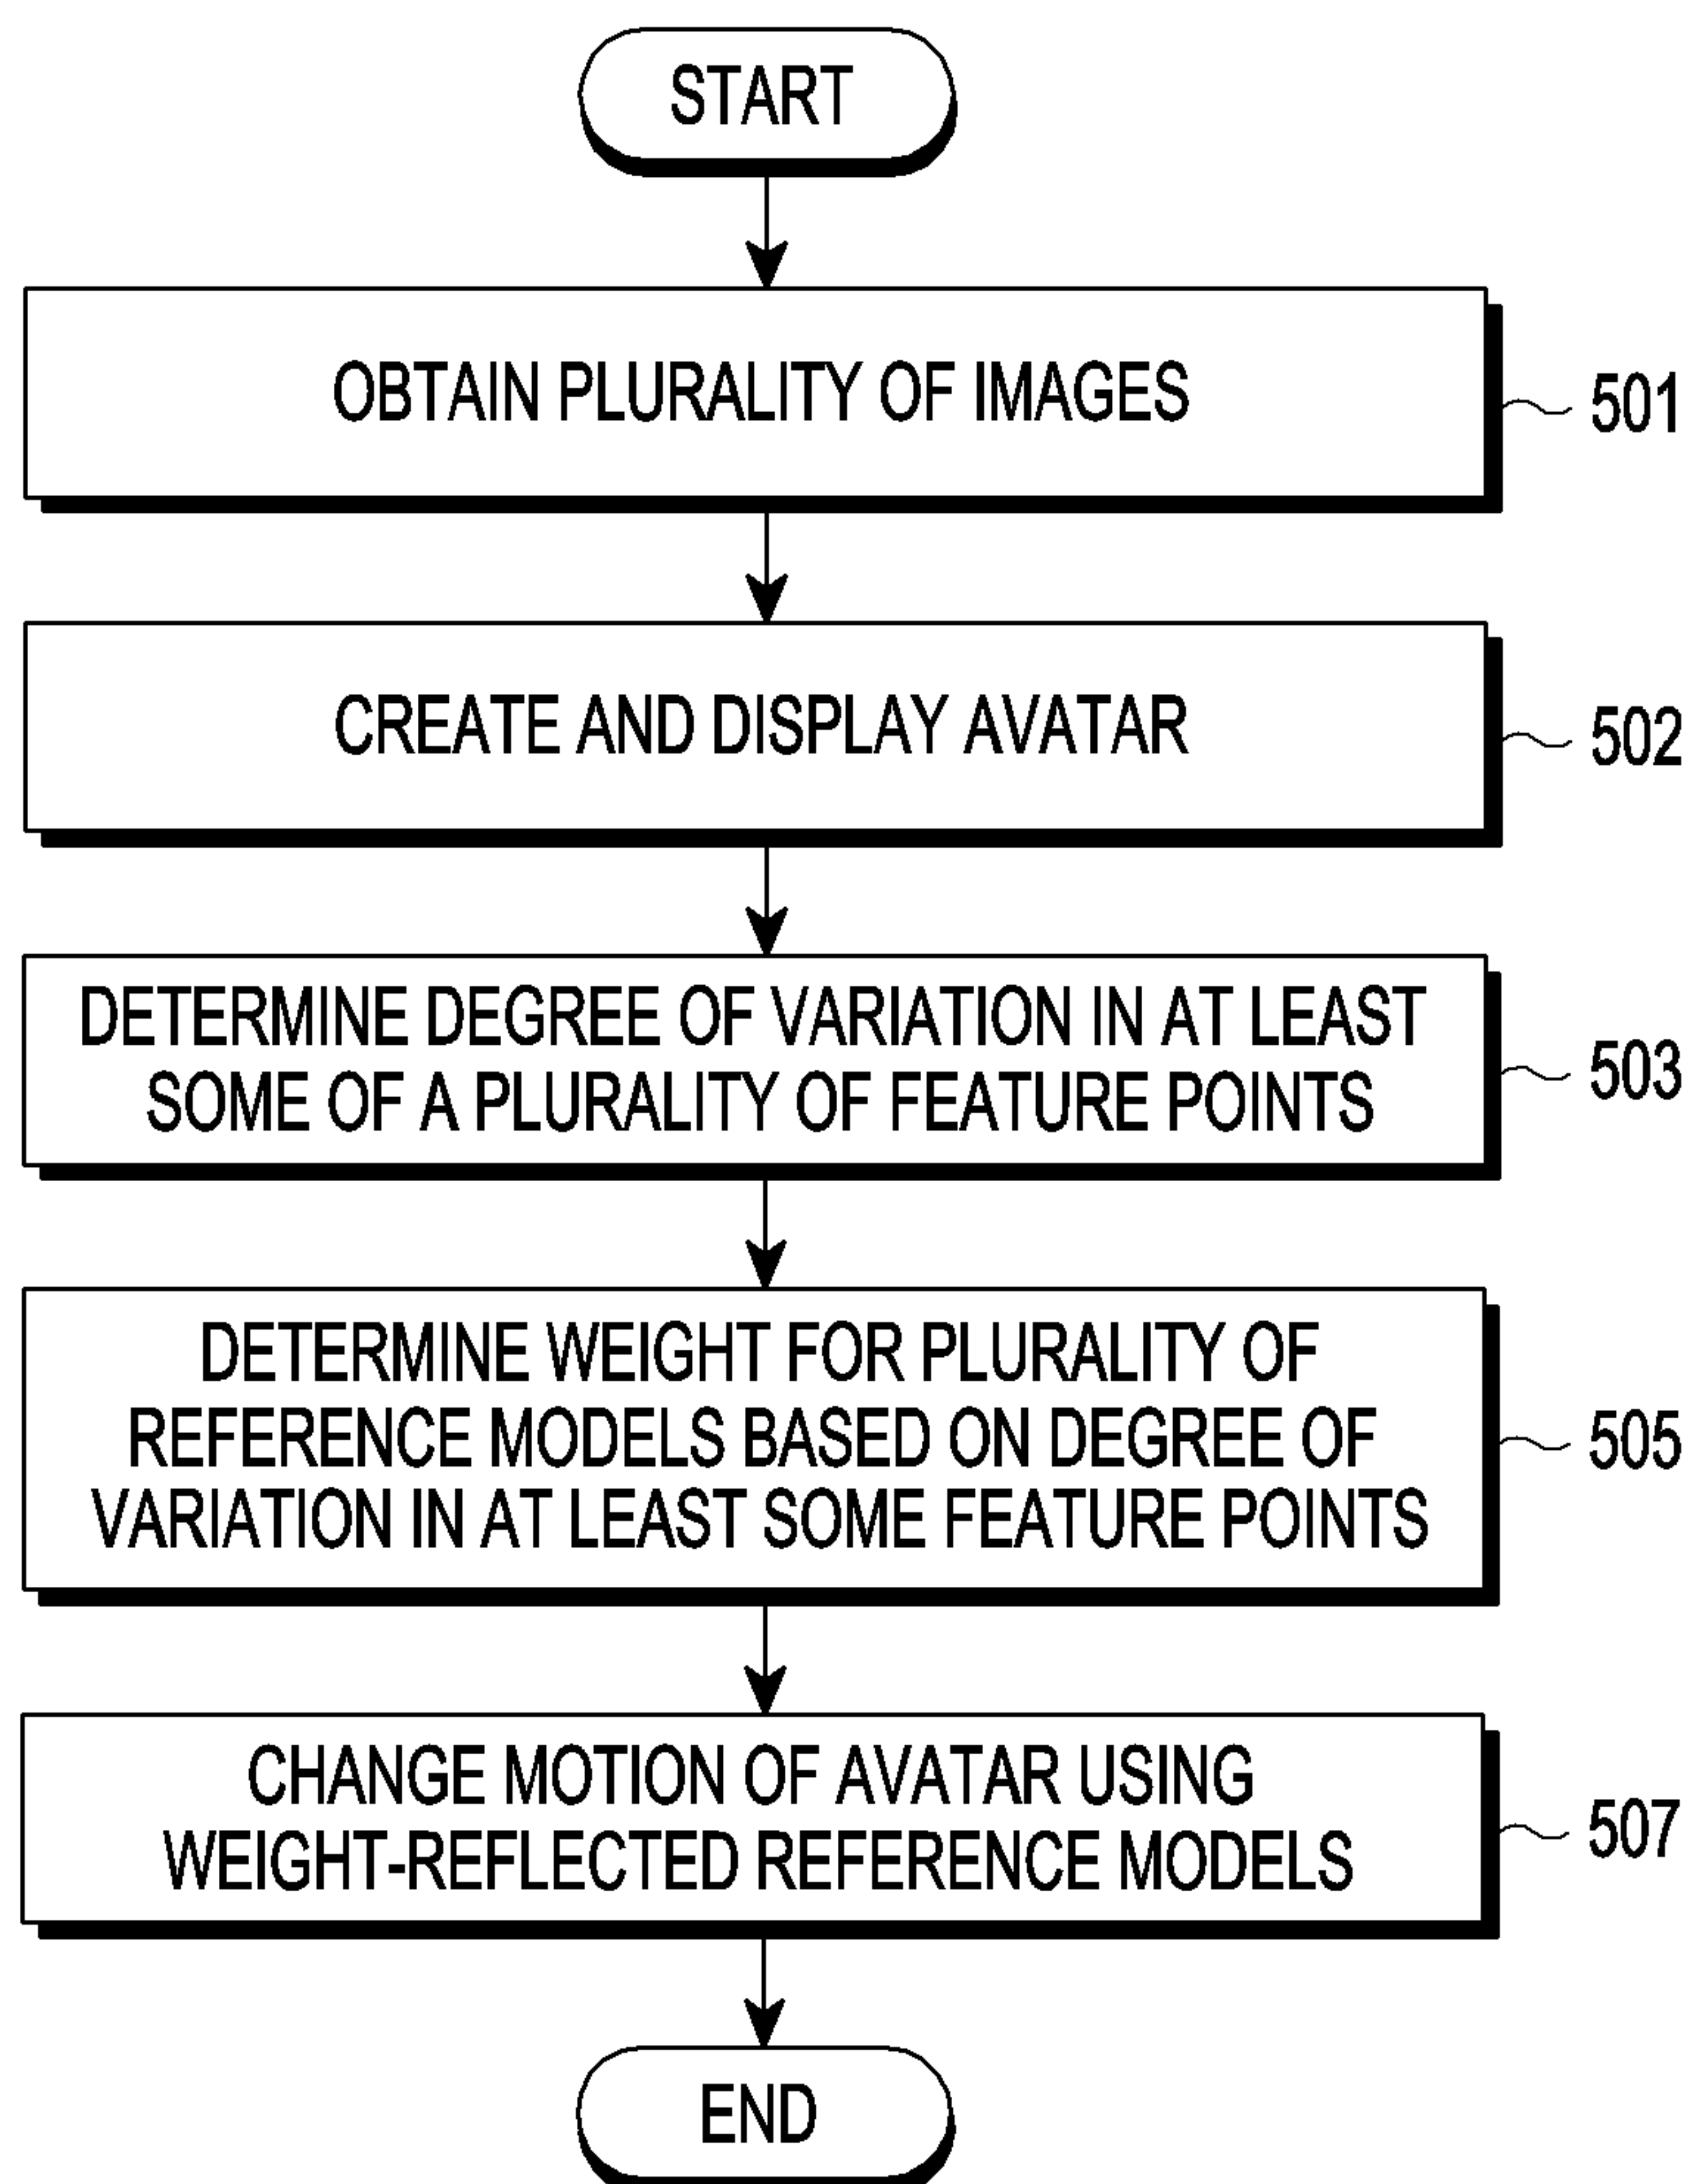 START
OBTAIN PLURALITY OF IMAGES
501
CREATE AND DISPLAY AVATAR
502
DETERMINE DEGREE OF VARIATION IN AT LEAST
SOME OF A PLURALITY OF FEATURE POINTS
503
DETERMINE WEIGHT FOR PLURALITY OF
REFERENCE MODELS BASED ON DEGREE OF
VARIATION IN AT LEAST SOME FEATURE POINTS
505
CHANGE MOTION OF AVATAR USING
WEIGHT-REFLECTED REFERENCE MODELS
507
END